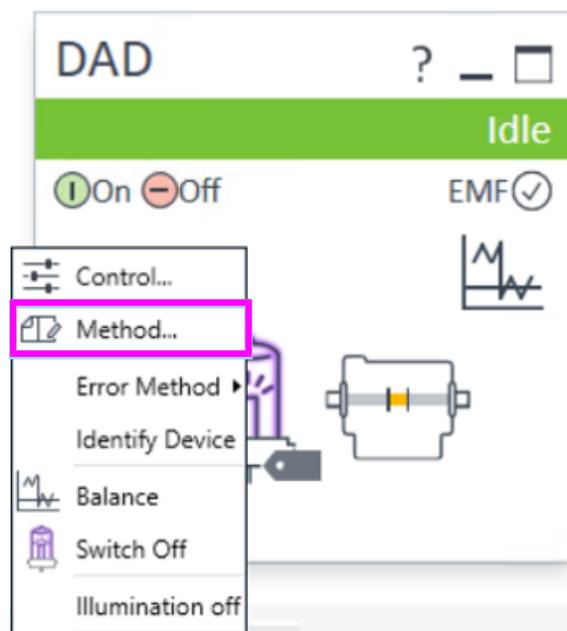 DAD ?
Idle
On Off EMF
Control...
Method...
Error Method
Identify Device
Balance
Switch Off
Illumination off